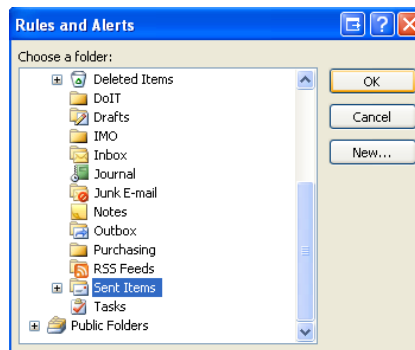 Rules and Alerts
Choose a folder:
Deleted Items
DoIT
Drafts
IMO
Inbox
Journal
Junk E-mail
Notes
Outbox
Purchasing
RSS Feeds
Sent Items
Tasks
Public Folders
OK
Cancel
New...